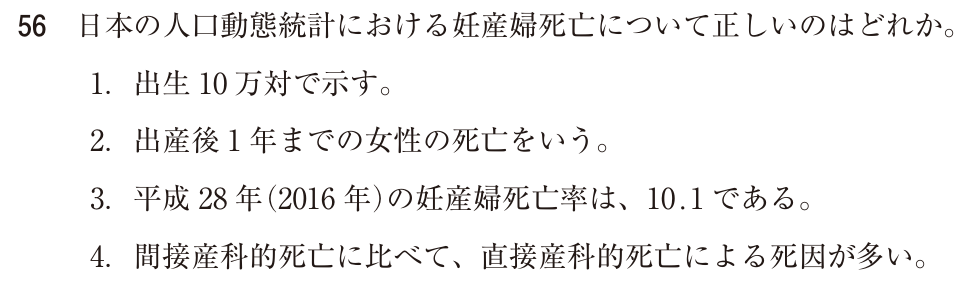 56 日本の人口動態統計における妊産婦死亡について正しいのはどれか。
1. 出生 10 万対で示す。
2. 出産後 1 年までの女性の死亡をいう。
3. 平成 28 年(2016 年)の妊産婦死亡率は、10.1 である。
4. 間接産科的死亡に比べて、直接産科的死亡による死因が多い。